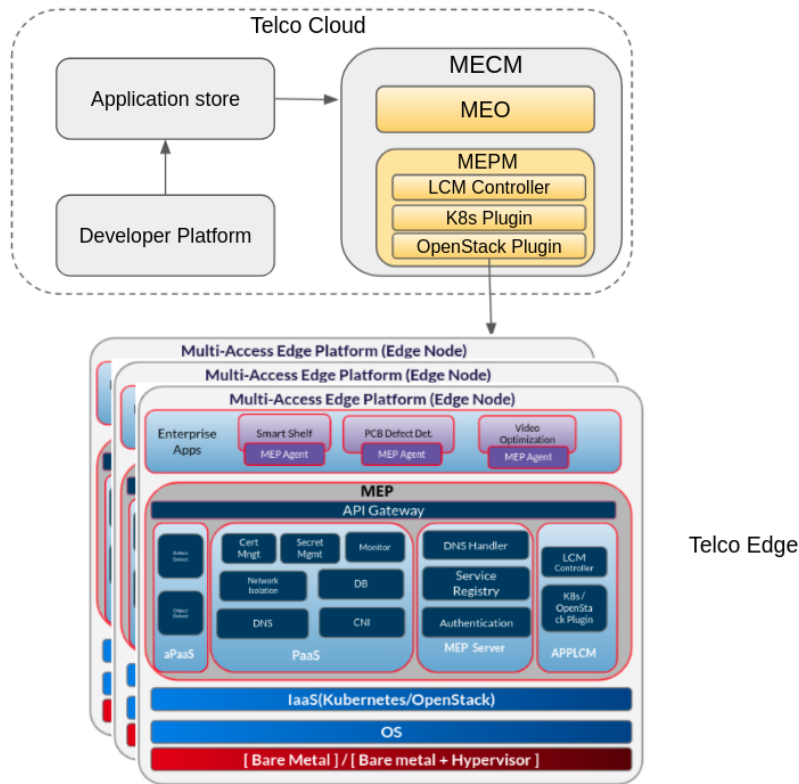 Telco Cloud
Application store
Developer Platform
MECM
MEO
MEPM
LCM Controller
K8s Plugin
OpenStack Plugin
Multi-Access Edge Platform (Edge Node)
Multi-Access Edge Platform (Edge Node)
Multi-Access Edge Platform (Edge Node)
Enterprise
Apps
Smart Shelf
MEP Agent
PCB Defect Det.
MEP Agent
Video
Optimization
MEP Agent
MEP
API Gateway
Defect
Detect
Object
Detect
aPaaS
Cert
Mngt
Secret
Mgmt
Monitor
Network
Isolation
DB
DNS
CNI
PaaS
DNS Handler
Service
Registry
Authentication
MEP Server
LCM
Controller
K8s/
OpenSta
ck Plugin
APPLCM
IaaS(Kubernetes/OpenStack)
OS
[ Bare Metal ] / [ Bare metal + Hypervisor ]
Telco Edge